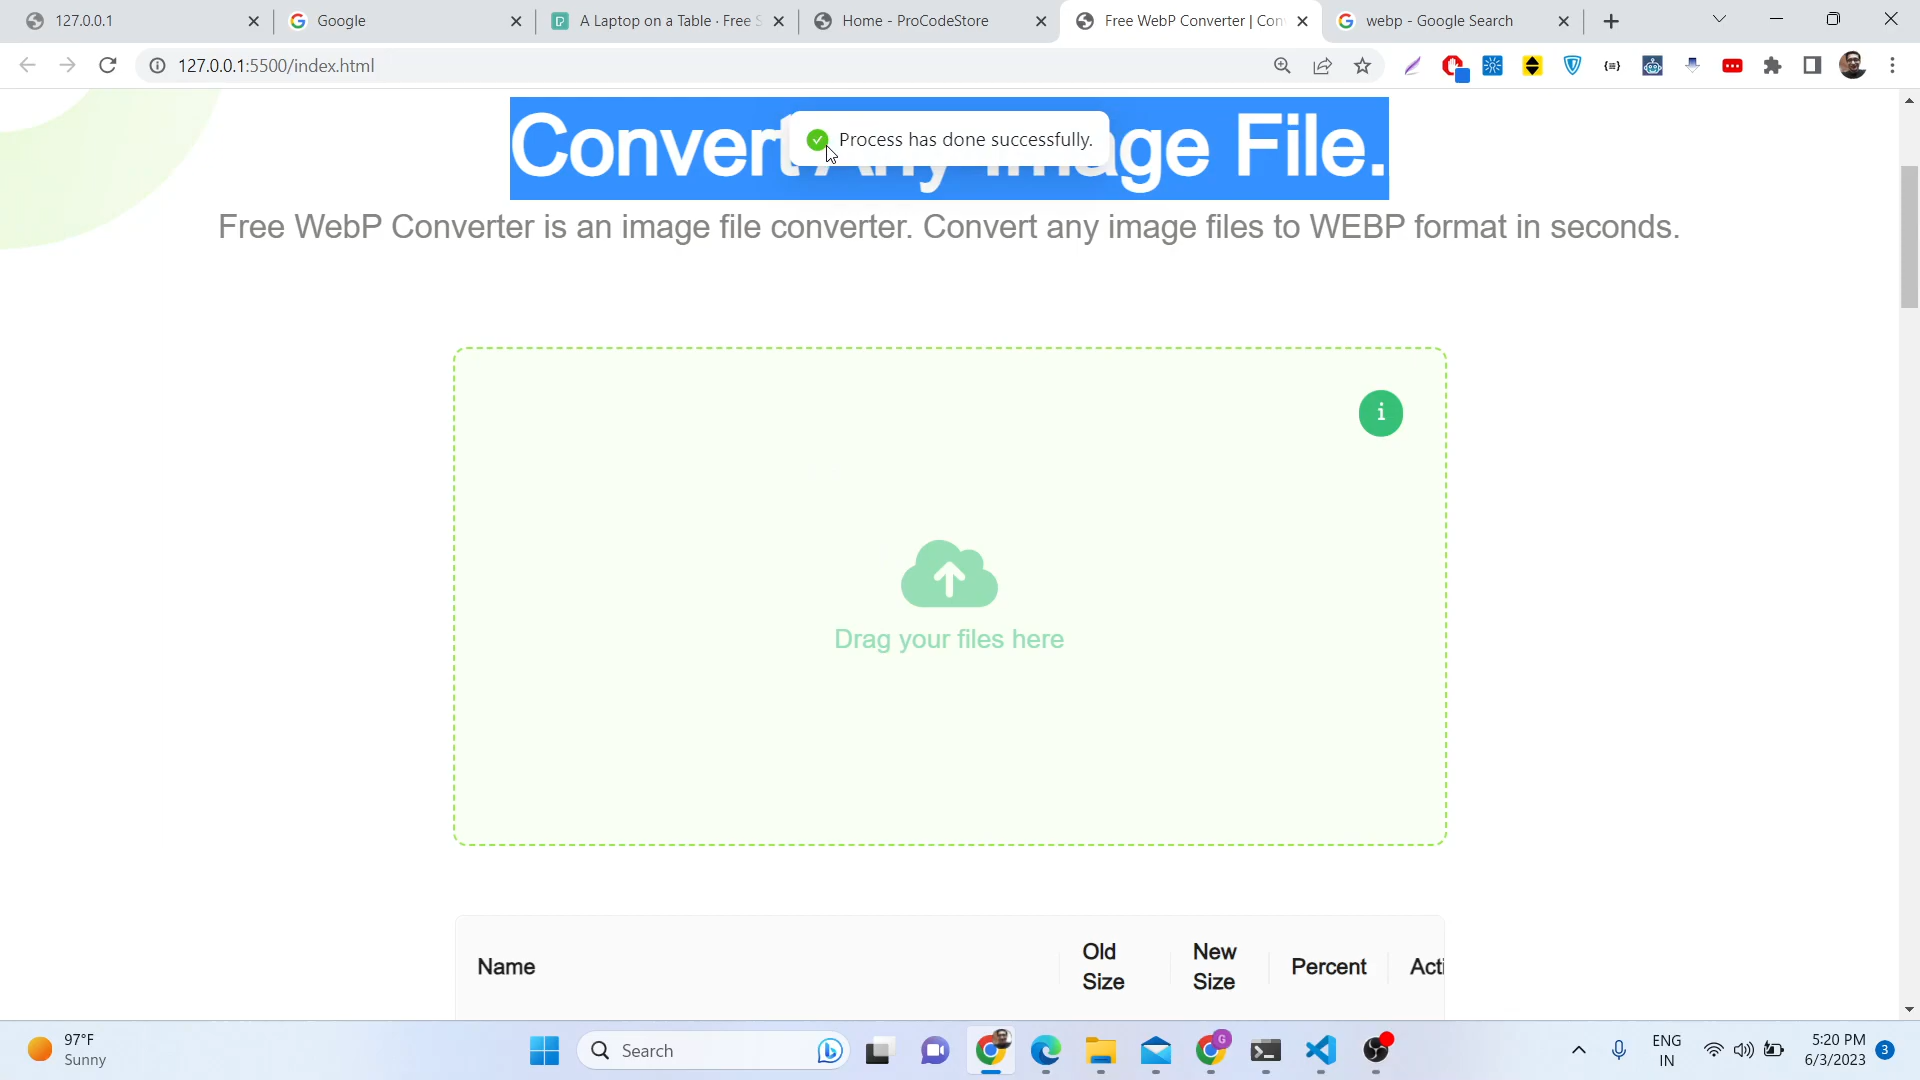 127.0.0.1
Google
A Laptop on a Table · Free S
Home - ProCodeStore
Free WebP Converter | Con
webp - Google Search
127.0.0.1:5500/index.html
Convert Any Image File.
Process has done successfully.
Free WebP Converter is an image file converter. Convert any image files to WEBP format in seconds.
i
Drag your files here
Name
Old Size
New Size
Percent
Acti
97°F
Sunny
Search
G
ENG
IN
5:20 PM
6/3/2023
3